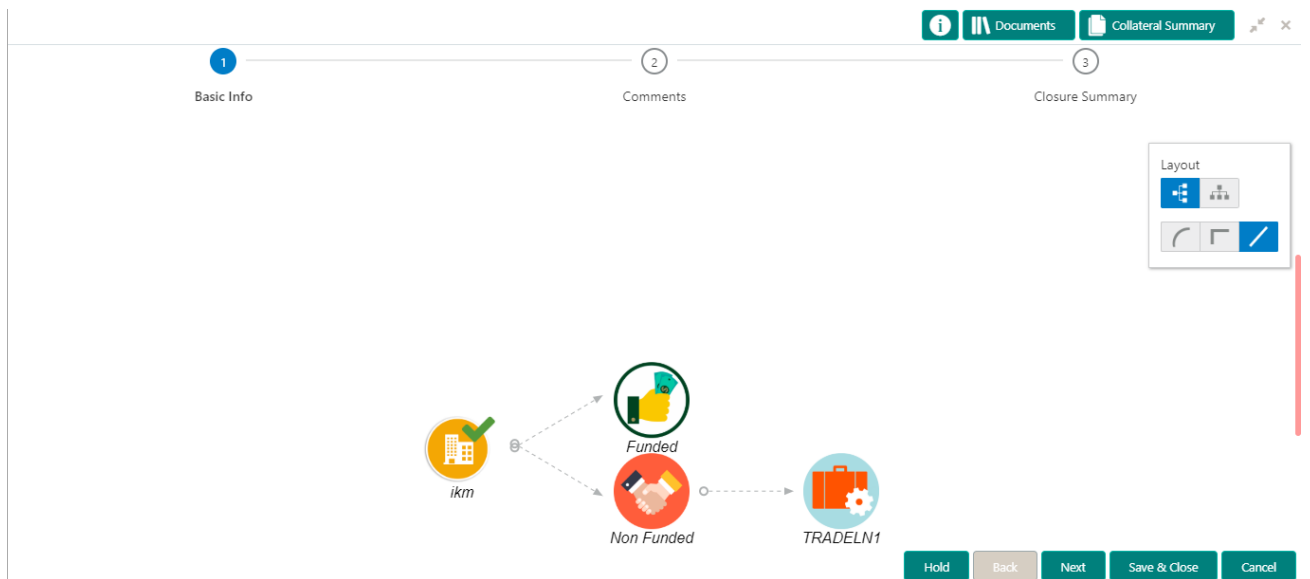 Documents
Collateral Summary
1
2
3
Basic Info
Comments
Closure Summary
Layout
Funded
ikm
Non Funded
TRADELN1
Hold
Back
Next
Save & Close
Cancel